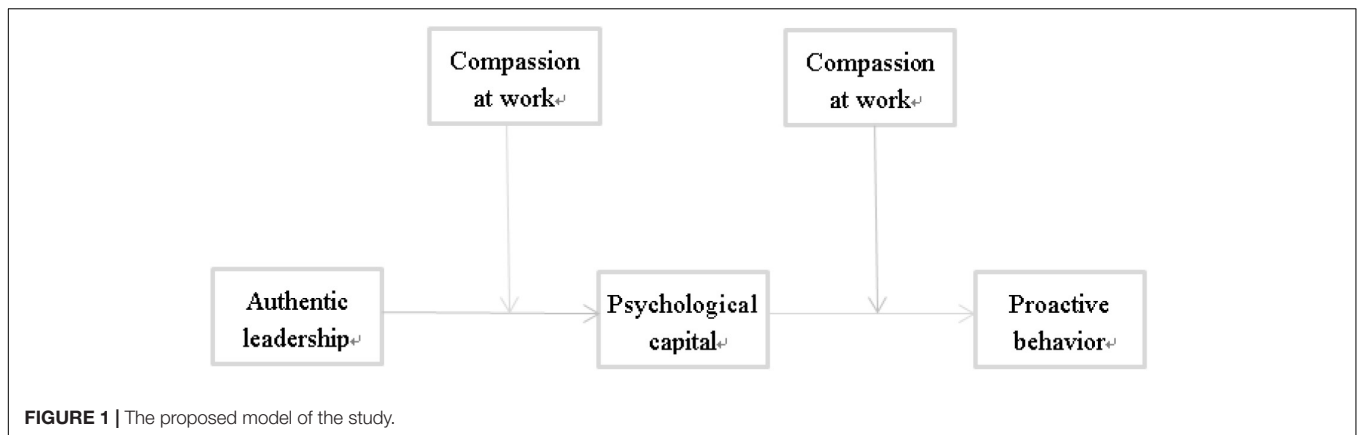 Compassion
at work↵
Compassion
at work↵
Authentic
leadership↵
Psychological
capital↵
Proactive
behavior↵
FIGURE 1 | The proposed model of the study.